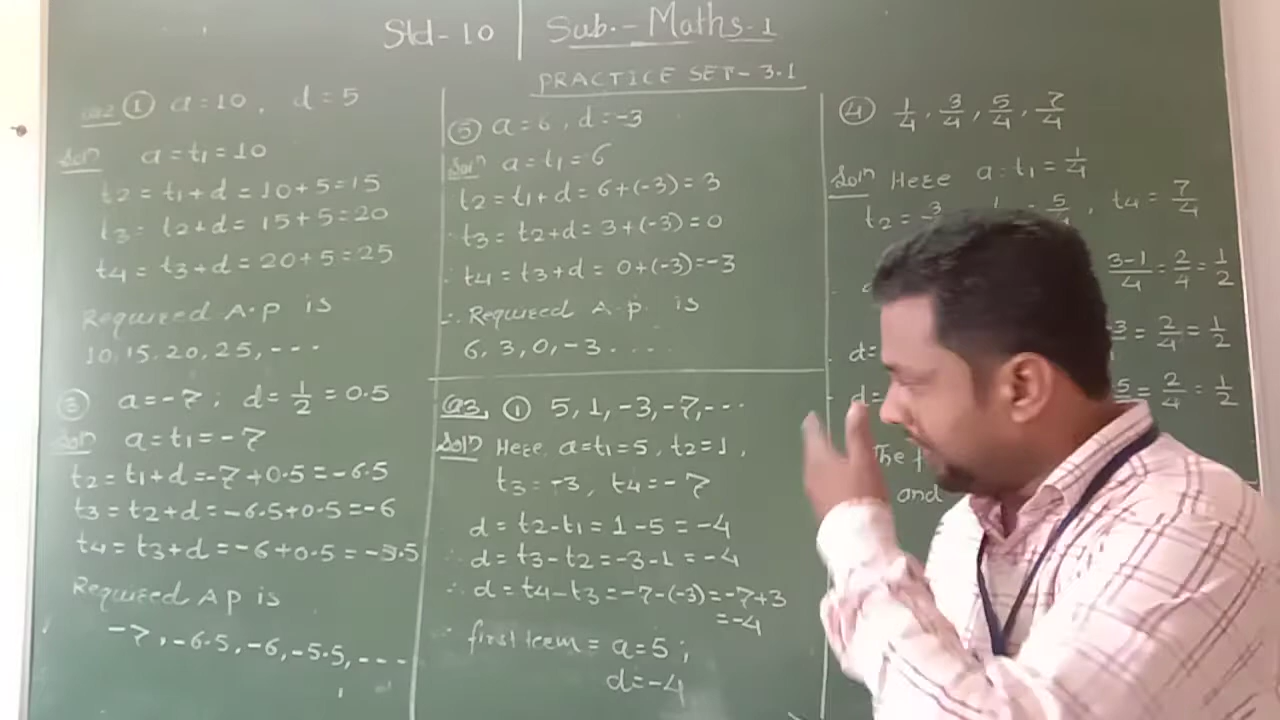 Std-10 | Sub.- Maths-1
PRACTICE SET-3.1
① a=10, d=5
Solⁿ a=t₁=10
t2 = t₁+d = 10+5=15
t3 = t2+d= 15+5=20
t4 = t3+d=20+5=25
Required A.P is
10, 15, 20, 25, ---
a=-7, d=1/2=0.5
Solⁿ a=t₁=-7
t2=t₁+d=-7+0.5=-6.5
t3=t2+d=-6.5+0.5=-6
t4=t3+d=-6+0.5=-3.5
Required A P is
-7, -6.5, -6, -5.5, ---
⑤ a=6, d=-3
Solⁿ a=t₁=6
t2=t₁+d=6+(-3)=3
∴ t3=t2+d=3+(-3)=0
∴ t4=t3+d= 0+(-3)=-3
∴ Required A.p. is
6, 3, 0, -3 ....
Q3, ① 5, 1, -3, -7, ---
Solⁿ Here a=t₁=5, t2=1,
t3=-3, t4=-7
d=t2-t₁=1-5=-4
∴ d=t3-t2=-3-1=-4
∴ d=t4-t3=-7-(-3)=-7+3
=-4
∴ first term = a=5;
d=-4
④ 1/4, 3/4, 5/4, 7/4
Solⁿ Here a=t₁=1/4
t2= 3 , t4=7/4
3-1/4=2/4=1/2
d= =2/4=1/2
d= =2/4=1/2
The
and